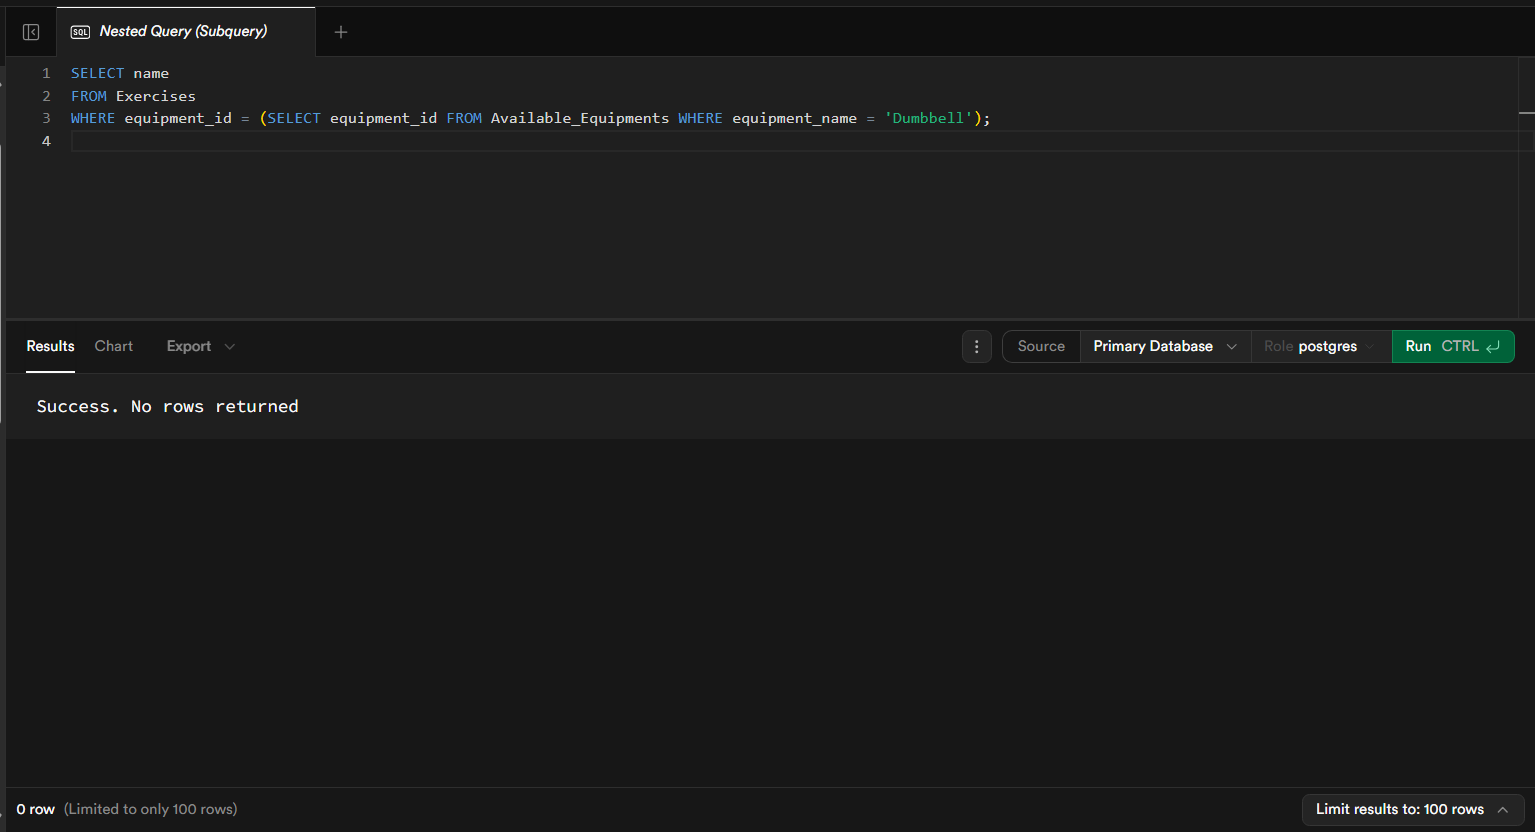 SQL Nested Query (Subquery) +
1 SELECT name
2 FROM Exercises
3 WHERE equipment_id = (SELECT equipment_id FROM Available_Equipments WHERE equipment_name = 'Dumbbell');
4
Results Chart Export Source Primary Database Role postgres Run CTRL
Success. No rows returned
0 row (Limited to only 100 rows) Limit results to: 100 rows